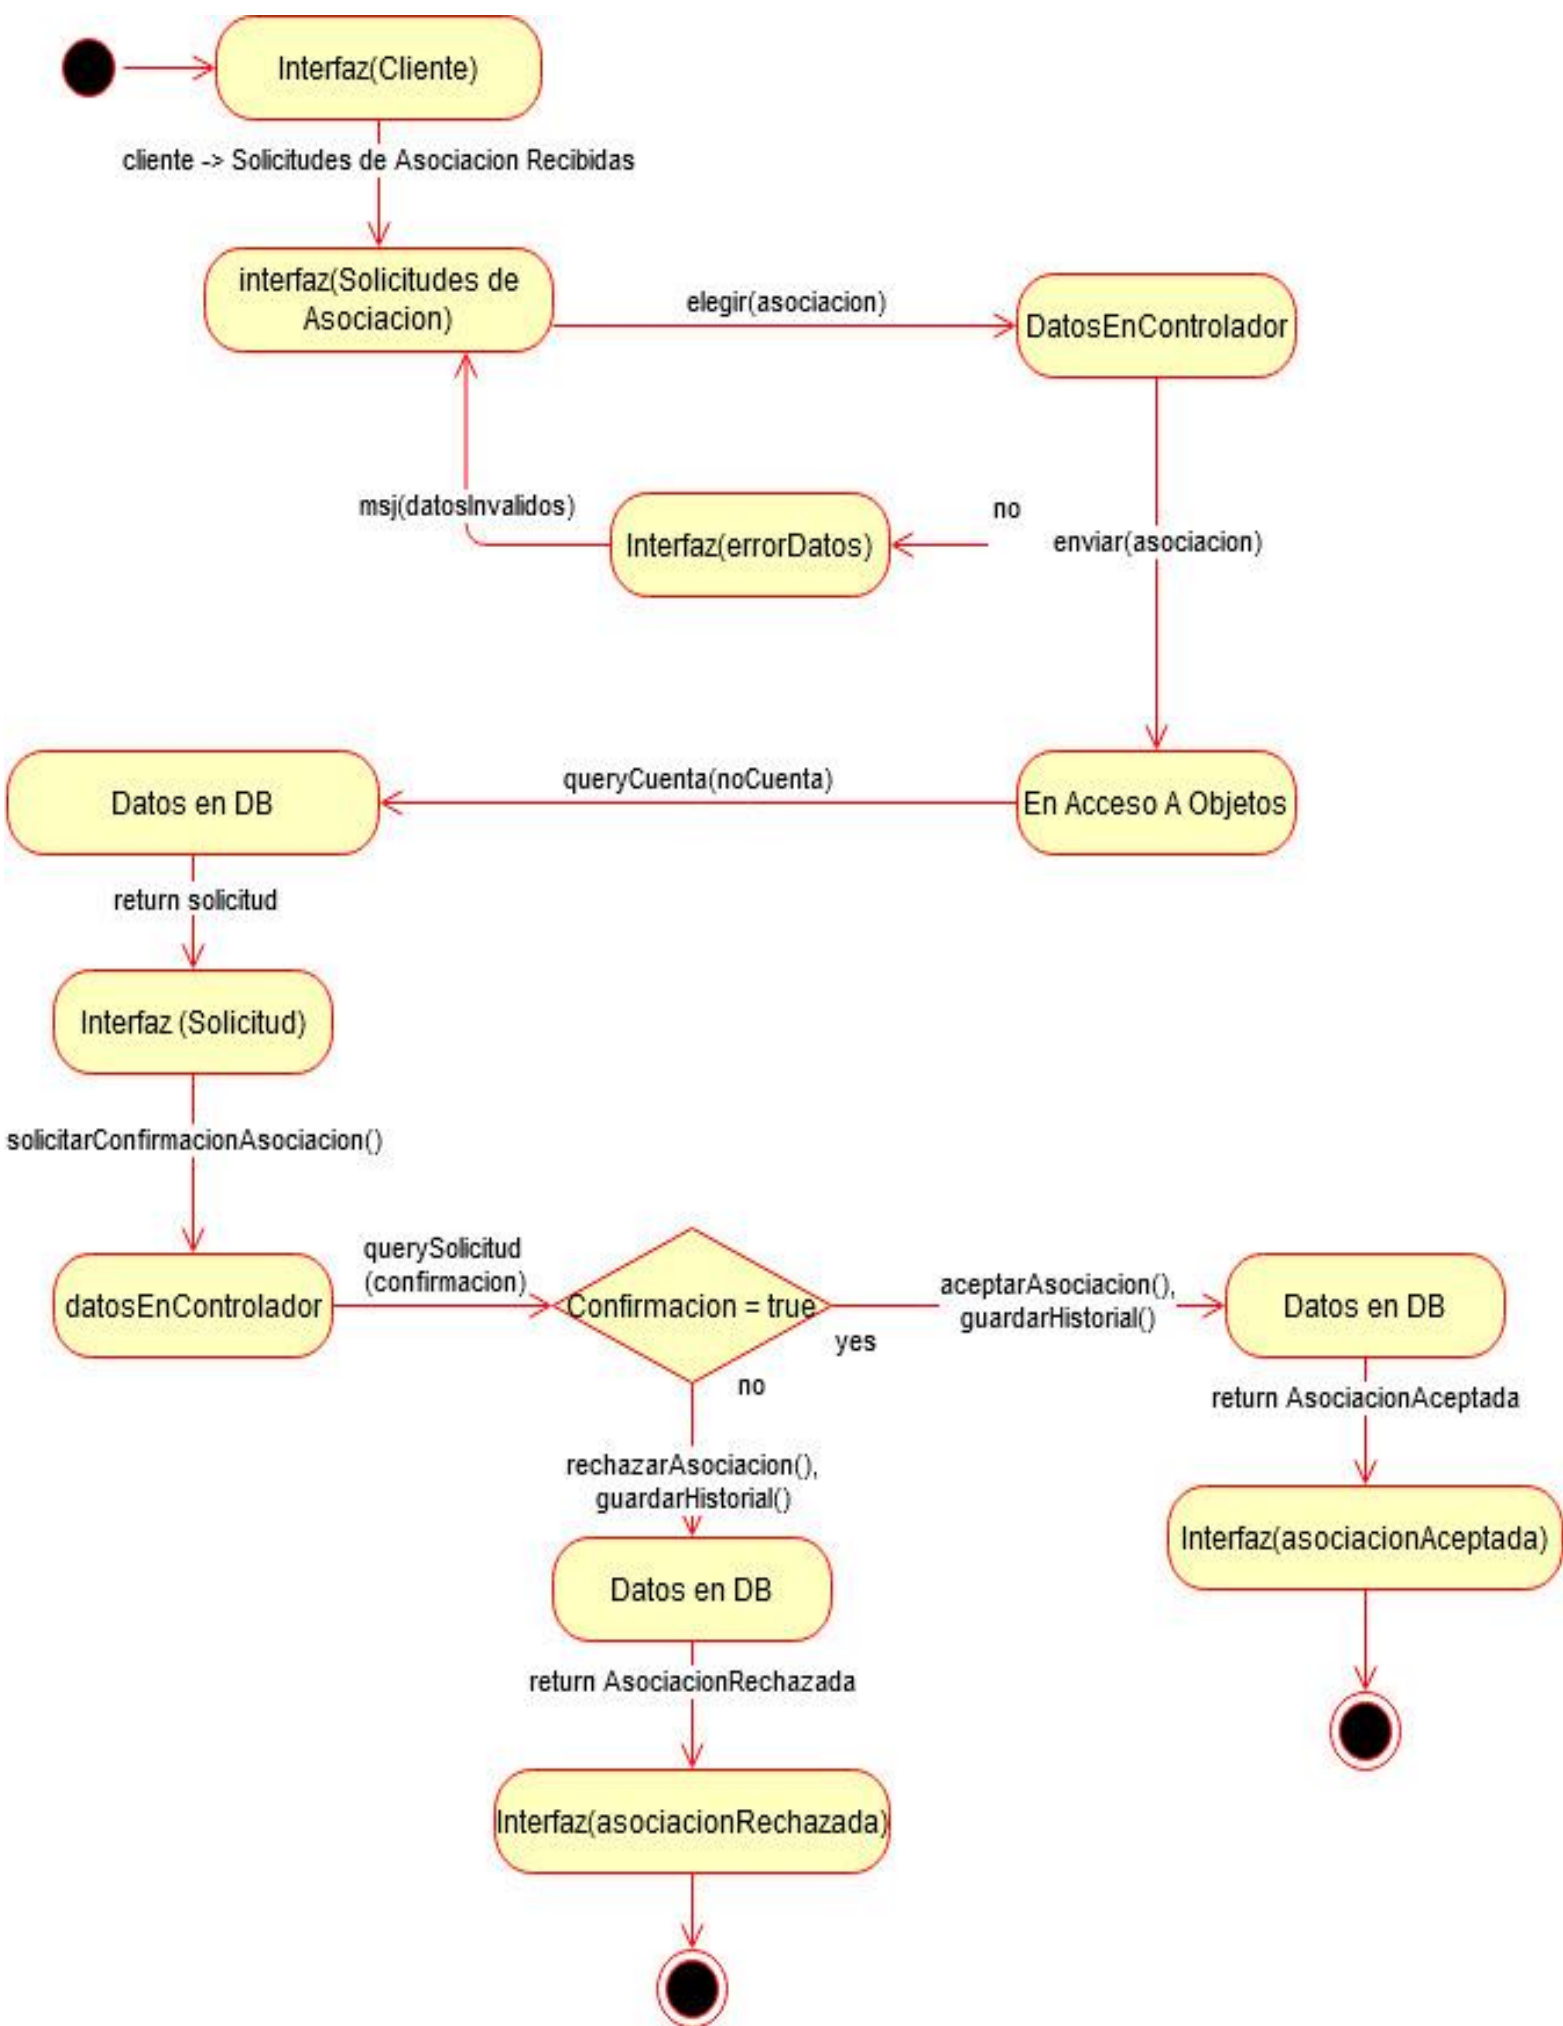 Interfaz(Cliente)
cliente -> Solicitudes de Asociacion Recibidas
interfaz(Solicitudes de
Asociacion)
elegir(asociacion)
DatosEnControlador
msj(datosInvalidos)
Interfaz(errorDatos)
no
enviar(asociacion)
Datos en DB
queryCuenta(noCuenta)
En Acceso A Objetos
return solicitud
Interfaz (Solicitud)
solicitarConfirmacionAsociacion()
datosEnControlador
querySolicitud
(confirmacion)
Confirmacion = true
yes
no
aceptarAsociacion(),
guardarHistorial()
Datos en DB
return AsociacionAceptada
Interfaz(asociacionAceptada)
rechazarAsociacion(),
guardarHistorial()
Datos en DB
return AsociacionRechazada
Interfaz(asociacionRechazada)